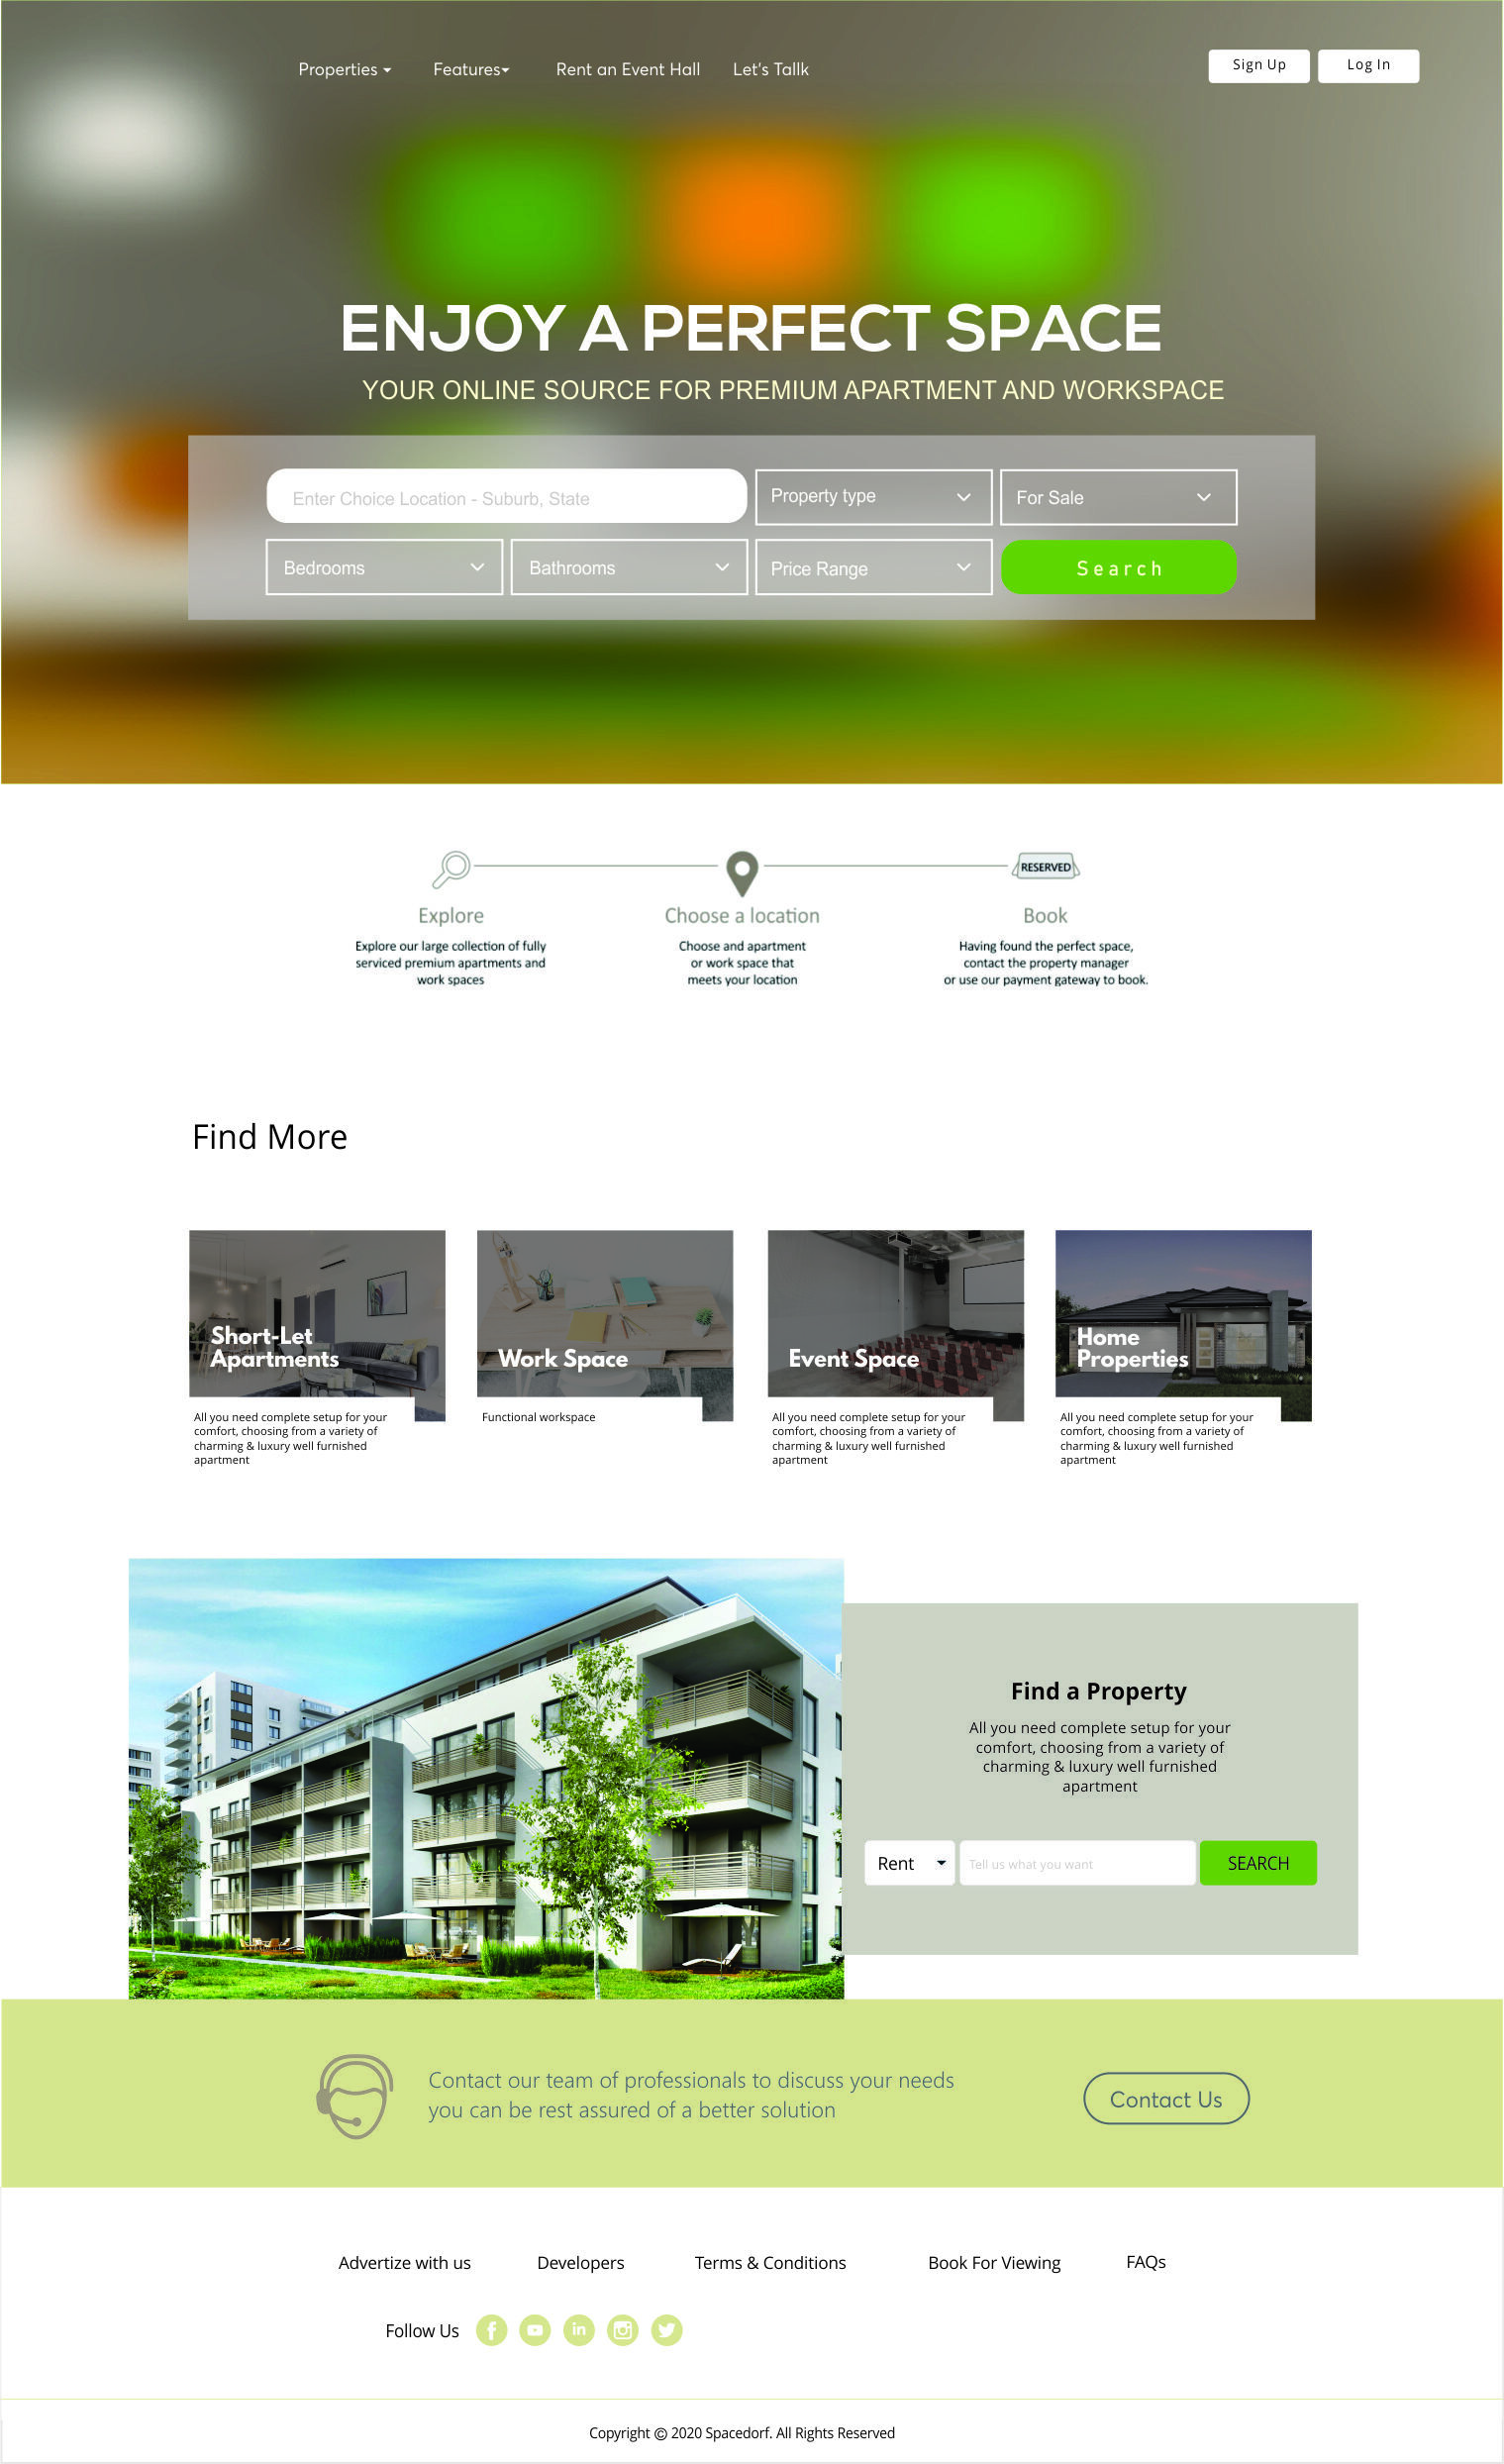 Properties
Features
Rent an Event Hall
Let's Tallk
Sign Up
Log In
ENJOY A PERFECT SPACE
YOUR ONLINE SOURCE FOR PREMIUM APARTMENT AND WORKSPACE
Enter Choice Location - Suburb, State
Property type
For Sale
Bedrooms
Bathrooms
Price Range
Search
RESERVED
Explore
Explore our large collection of fully
serviced premium apartments and
work spaces
Choose a location
Choose and apartment
or work space that
meets your location
Book
Having found the perfect space,
contact the property manager
or use our payment gateway to book.
Find More
Short-Let
Apartments
All you need complete setup for your
comfort, choosing from a variety of
charming & luxury well furnished
apartment
Work Space
Functional workspace
Event Space
All you need complete setup for your
comfort, choosing from a variety of
charming & luxury well furnished
apartment
Home
Properties
All you need complete setup for your
comfort, choosing from a variety of
charming & luxury well furnished
apartment
Find a Property
All you need complete setup for your
comfort, choosing from a variety of
charming & luxury well furnished
apartment
Rent
Tell us what you want
SEARCH
Contact our team of professionals to discuss your needs
you can be rest assured of a better solution
Contact Us
Advertize with us
Developers
Terms & Conditions
Book For Viewing
FAQs
Follow Us
Copyright © 2020 Spacedorf. All Rights Reserved